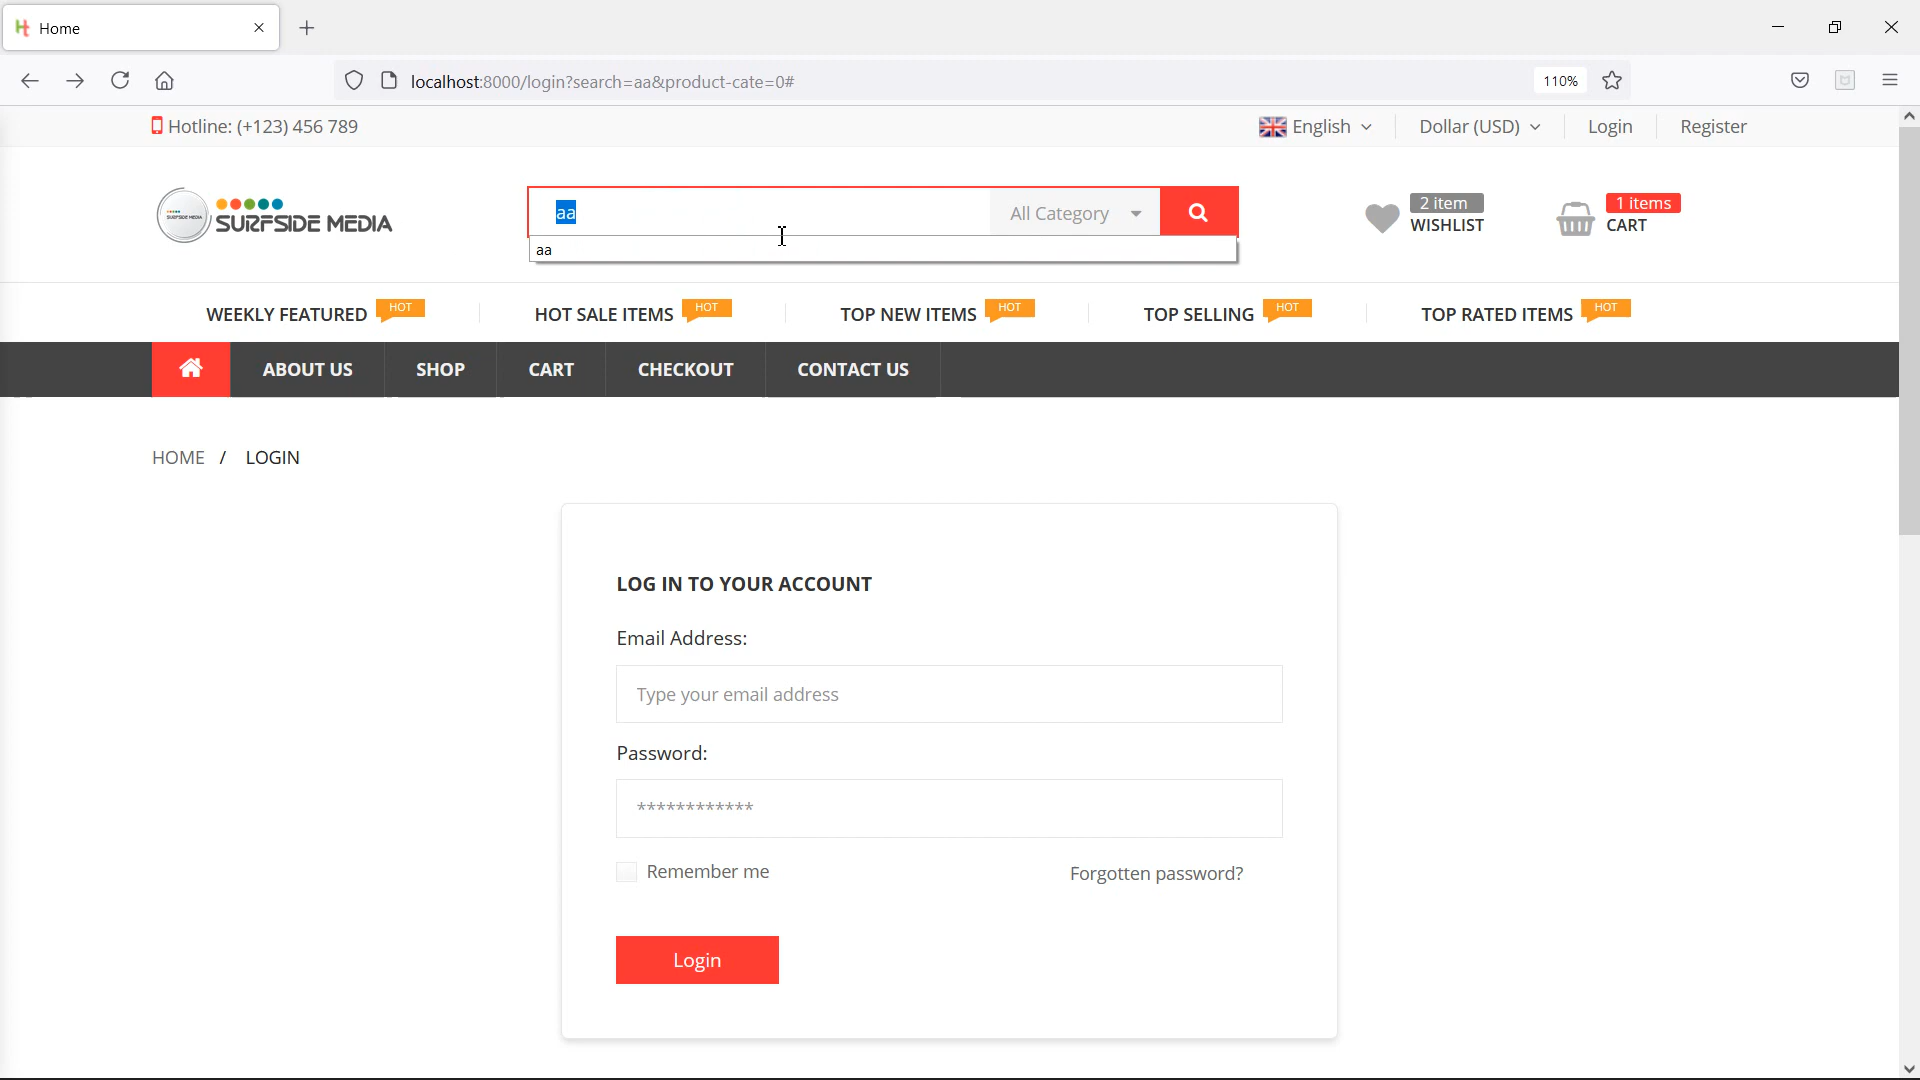 Home
localhost:8000/login?search=aa&product-cate=0#
110%
Hotline: (+123) 456 789
English
Dollar (USD)
Login
Register
SURFSIDE MEDIA
SURFSIDE MEDIA
aa
All Category
2 item
WISHLIST
1 items
CART
aa
WEEKLY FEATURED HOT
HOT SALE ITEMS HOT
TOP NEW ITEMS HOT
TOP SELLING HOT
TOP RATED ITEMS HOT
ABOUT US
SHOP
CART
CHECKOUT
CONTACT US
HOME / LOGIN
LOG IN TO YOUR ACCOUNT
Email Address:
Type your email address
Password:
************
Remember me
Forgotten password?
Login